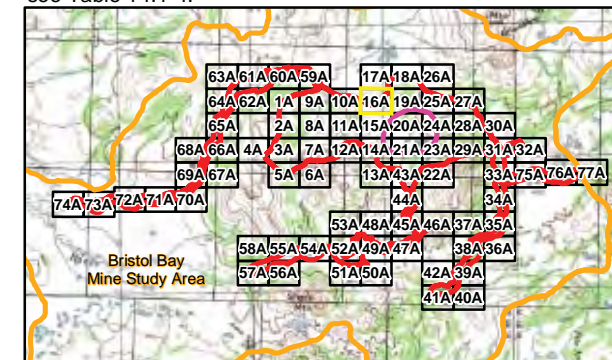 63A 61A 60A 59A 17A 18A 26A
64A 62A 1A 9A 10A 16A 19A 25A 27A
65A 2A 8A 11A 15A 20A 24A 28A 30A
68A 66A 4A 3A 7A 12A 14A 21A 23A 29A 31A 32A
69A 67A 5A 6A 13A 43A 22A 33A 75A 76A 77A
74A 73A 72A 71A 70A 44A 34A
53A 48A 45A 46A 37A 35A
58A 55A 54A 52A 49A 47A 38A 36A
57A 56A 51A 50A 42A 39A
41A 40A
Bristol Bay
Mine Study Area